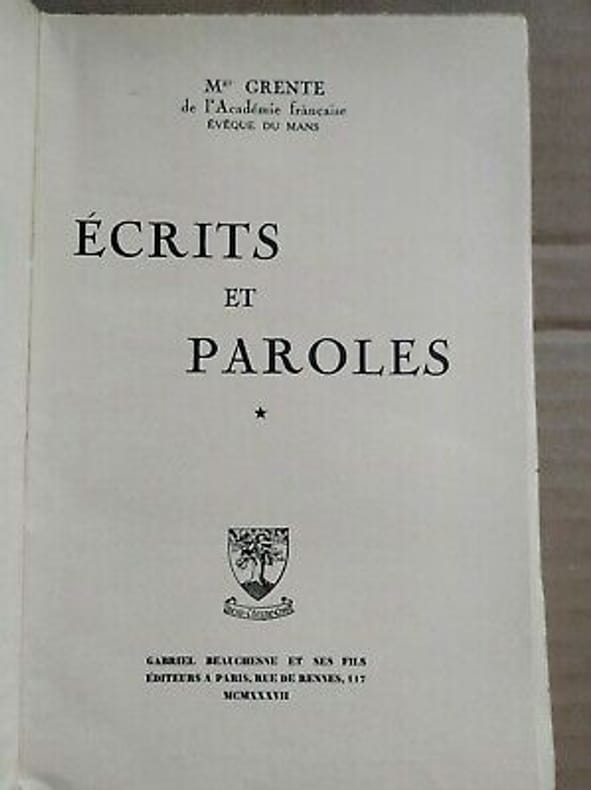 Mgr GRENTE
de l'Académie française
ÉVÊQUE DU MANS
ÉCRITS
ET
PAROLES
★
GABRIEL BEAUCHESNE ET SES FILS
ÉDITEURS A PARIS, RUE DE RENNES, 117
MCMXXXVII